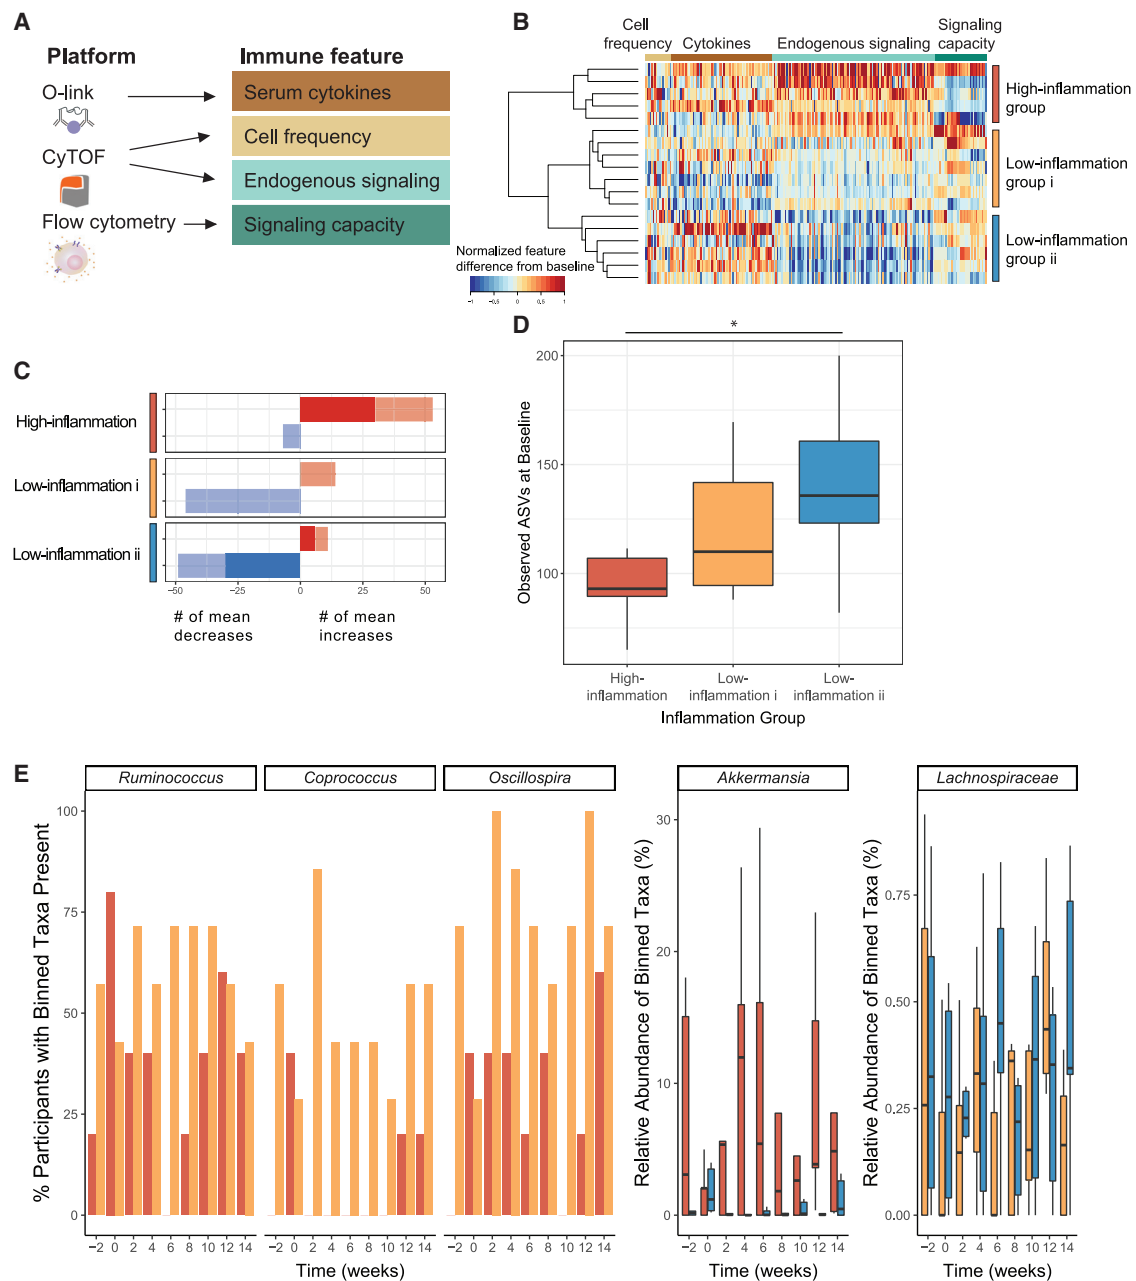 A
Platform
Immune feature
O-link
CyTOF
Flow cytometry
Serum cytokines
Cell frequency
Endogenous signaling
Signaling capacity
B
Cell
frequency
Cytokines
Endogenous signaling
Signaling
capacity
High-inflammation
group
Low-inflammation
group i
Low-inflammation
group ii
Normalized feature
difference from baseline
−1
−0.5
0
0.5
1
C
High-inflammation
Low-inflammation i
Low-inflammation ii
−50
−25
0
25
50
# of mean
decreases
# of mean
increases
D
*
Observed ASVs at Baseline
200
150
100
High-
inflammation
Low-
inflammation i
Low-
inflammation ii
Inflammation Group
E
% Participants with Binned Taxa Present
100
75
50
25
0
Ruminococcus
Coprococcus
Oscillospira
−2 0 2 4 6 8 10 12 14
−2 0 2 4 6 8 10 12 14
−2 0 2 4 6 8 10 12 14
Time (weeks)
Akkermansia
Relative Abundance of Binned Taxa (%)
30
20
10
0
−2 0 2 4 6 8 10 12 14
Time (weeks)
Lachnospiraceae
Relative Abundance of Binned Taxa (%)
0.75
0.50
0.25
0.00
−2 0 2 4 6 8 10 12 14
Time (weeks)